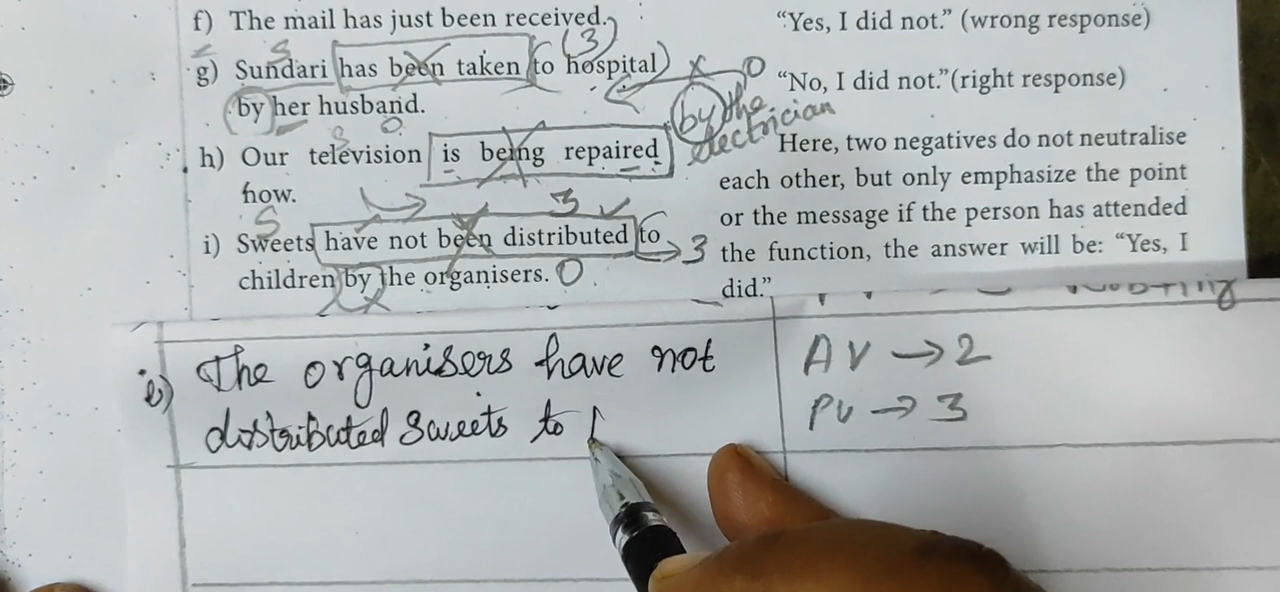 f) The mail has just been received.
(3)
S
g) Sundari has been taken to hospital
by her husband.
O
by the
electrician
S
h) Our television is being repaired
now.
S
3
i) Sweets have not been distributed to
3
children by the organisers. O
"Yes, I did not." (wrong response)
O
"No, I did not."(right response)
Here, two negatives do not neutralise
each other, but only emphasize the point
or the message if the person has attended
the function, the answer will be: "Yes, I
did."
i) The organisers have not
distributed sweets to
AV → 2
PV → 3